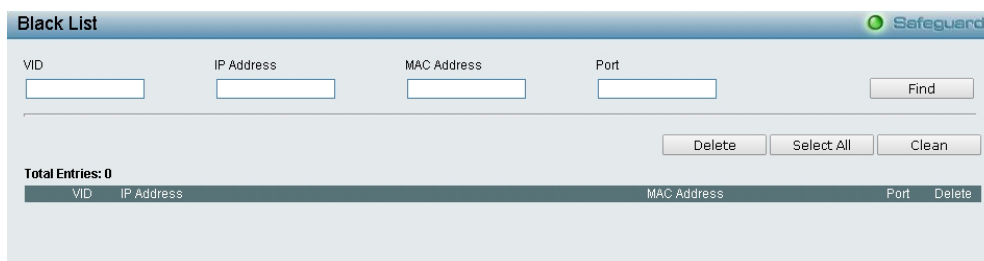 Black List
Safeguard
VID IP Address MAC Address Port
Find
Delete Select All Clean
Total Entries: 0
VID IP Address MAC Address Port Delete